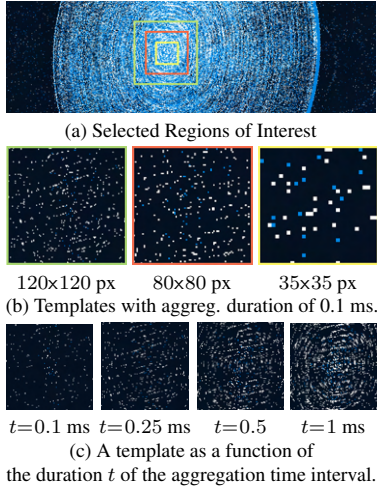 (a) Selected Regions of Interest
120×120 px 80×80 px 35×35 px
(b) Templates with aggreg. duration of 0.1 ms.
t=0.1 ms t=0.25 ms t=0.5 t=1 ms
(c) A template as a function of
the duration t of the aggregation time interval.